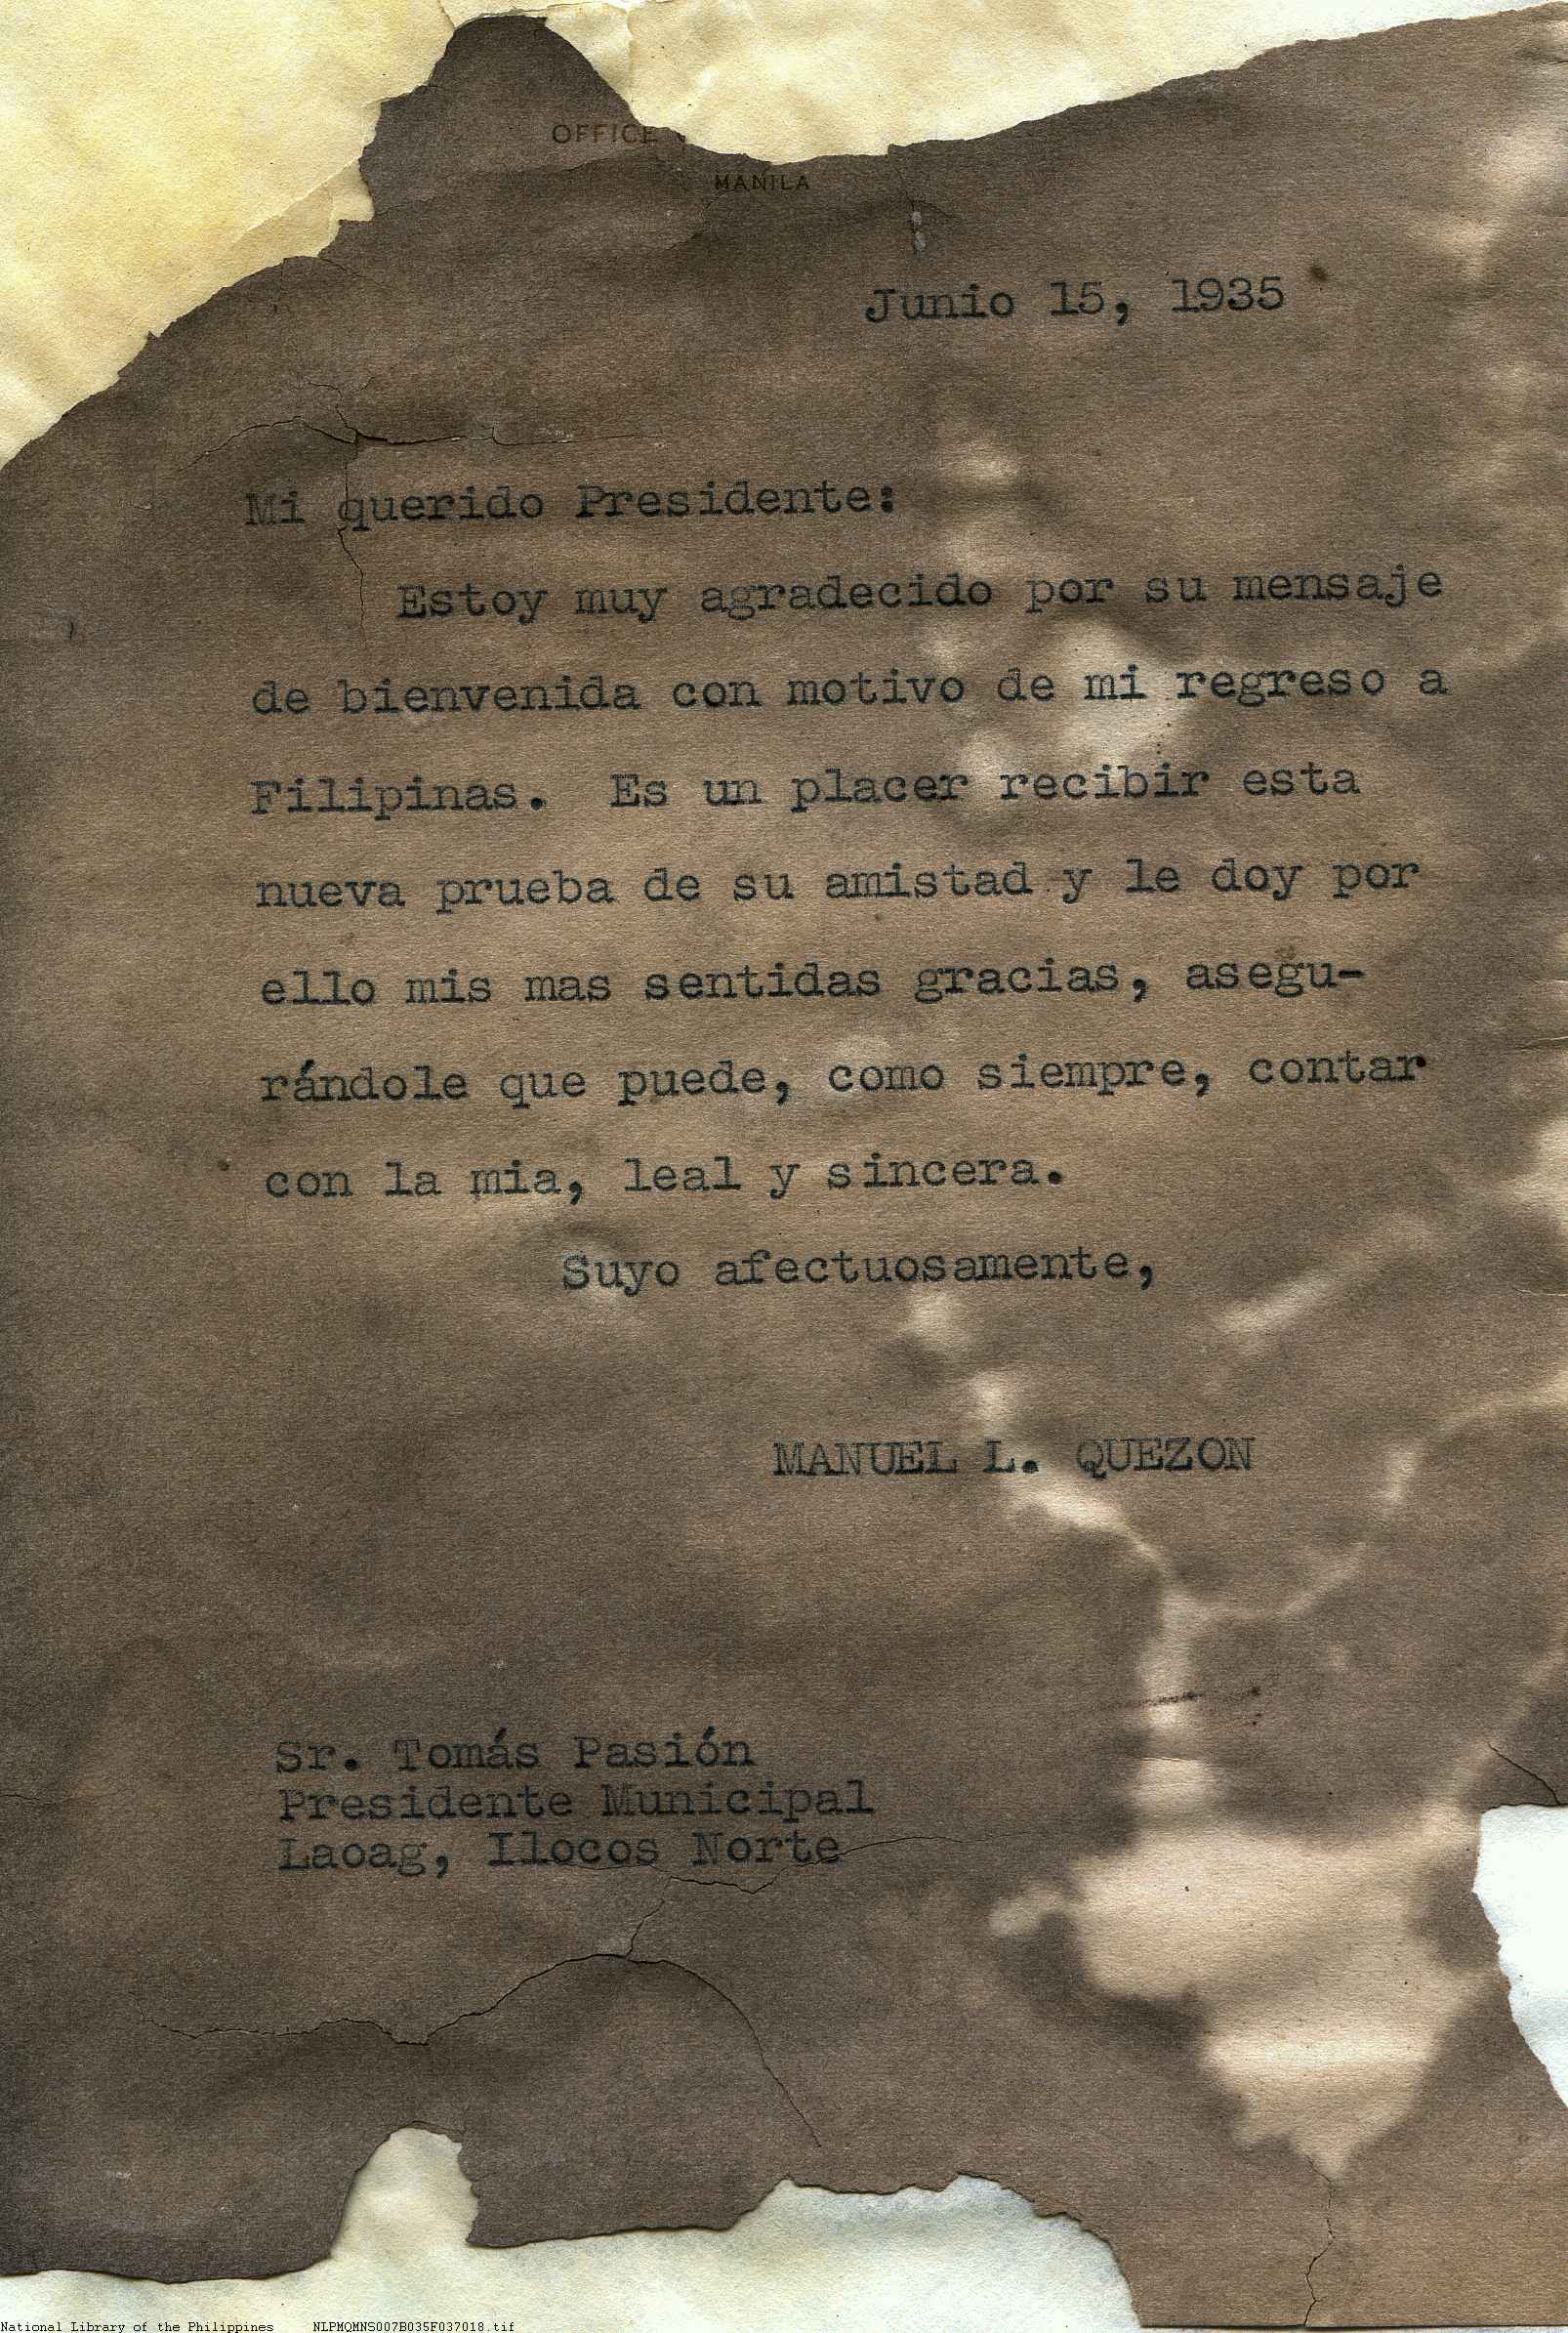 OFFICE
MANILA
Junio 15, 1935
Mi querido Presidente:
Estoy muy agradecido por su mensaje
de bienvenida con motivo de mi regreso a
Filipinas. Es un placer recibir esta
nueva prueba de su amistad y le doy por
ello mis mas sentidas gracias, asegu-
rándole que puede, como siempre, contar
con la mia, leal y sincera.
Suyo afectuosamente,
MANUEL L. QUEZON
Sr. Tomás Pasión
Presidente Municipal
Laoag, Ilocos Norte
National Library of the Philippines NLPMQMNS007B035F037018.tif